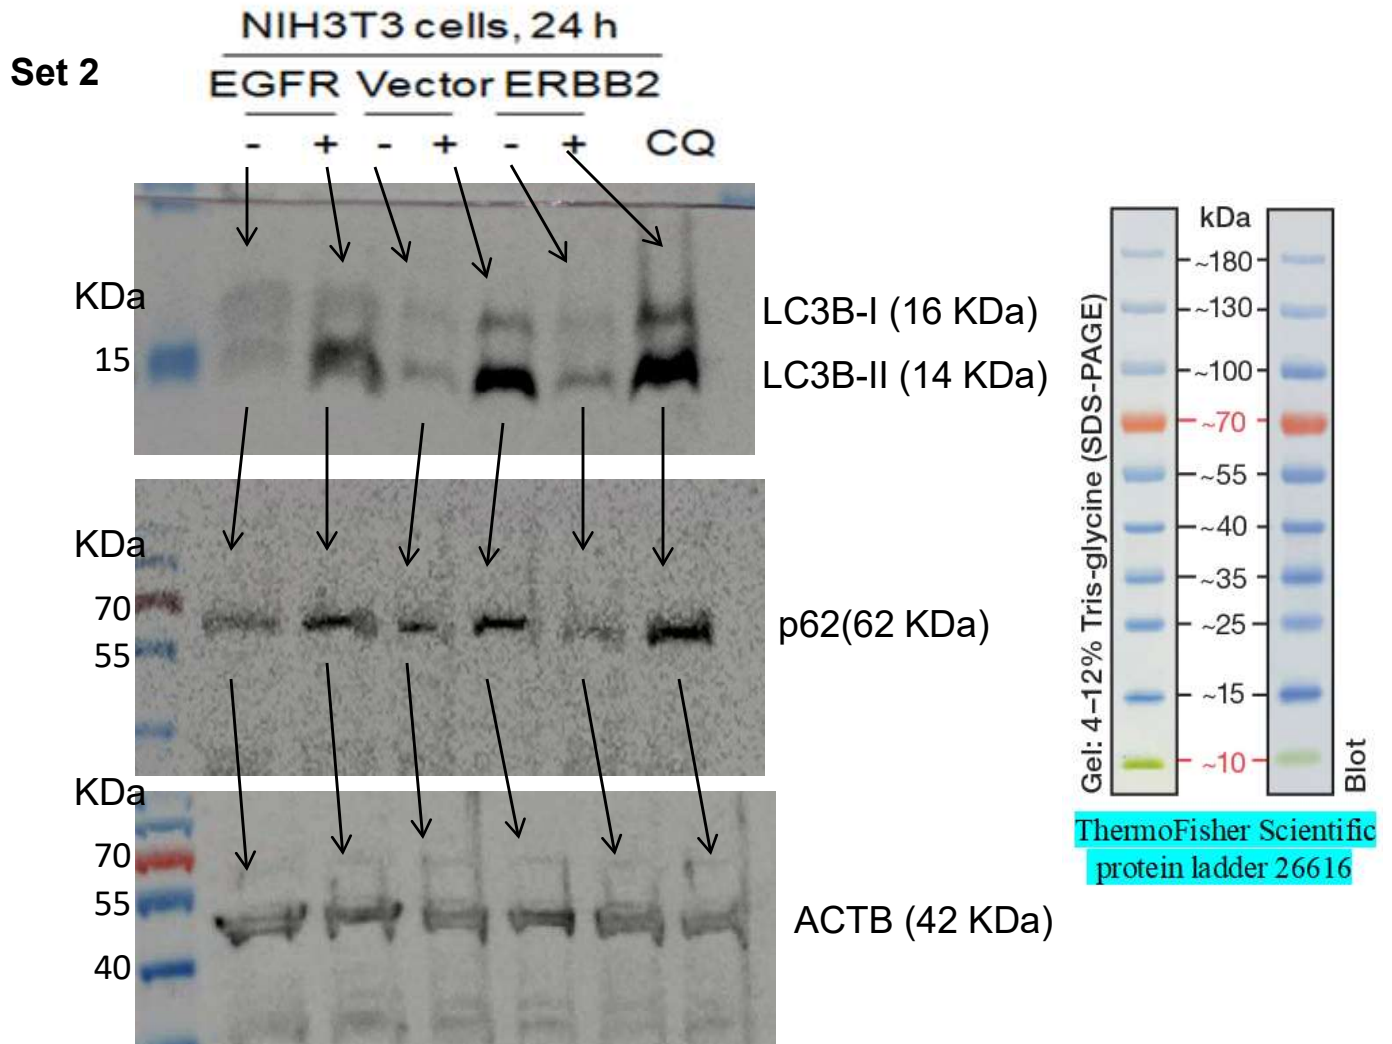 NIH3T3 cells, 24 h
Set 2
EGFR Vector ERBB2
- + - + - + CQ
KDa
15
LC3B-I (16 KDa)
LC3B-II (14 KDa)
KDa
70
55
p62(62 KDa)
KDa
70
55
40
ACTB (42 KDa)
Gel: 4–12% Tris-glycine (SDS-PAGE)
kDa
~180
~130
~100
~70
~55
~40
~35
~25
~15
~10
Blot
ThermoFisher Scientific
protein ladder 26616